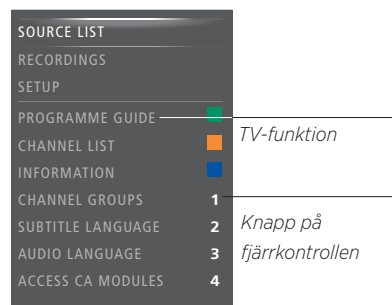 SOURCE LIST
RECORDINGS
SETUP
PROGRAMME GUIDE
CHANNEL LIST
INFORMATION
CHANNEL GROUPS 1
SUBTITLE LANGUAGE 2
AUDIO LANGUAGE 3
ACCESS CA MODULES 4
TV-funktion
Knapp på
fjärrkontrollen